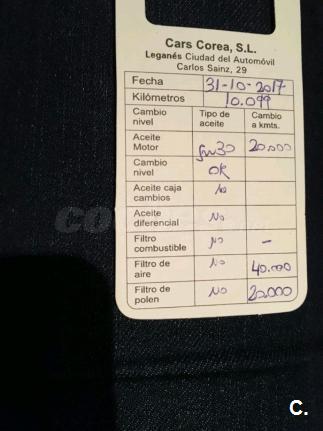 Cars Corea, S.L.
Leganés Ciudad del Automóvil
Carlos Sainz, 29
Fecha 31-10-2017
Kilómetros 10.099
Cambio nivel Tipo de aceite Cambio a kmts.
Aceite Motor 5w30 20.000
Cambio nivel OK
Aceite caja cambios No
Aceite diferencial No
Filtro combustible No -
Filtro de aire No 40.000
Filtro de polen No 20.000
C.